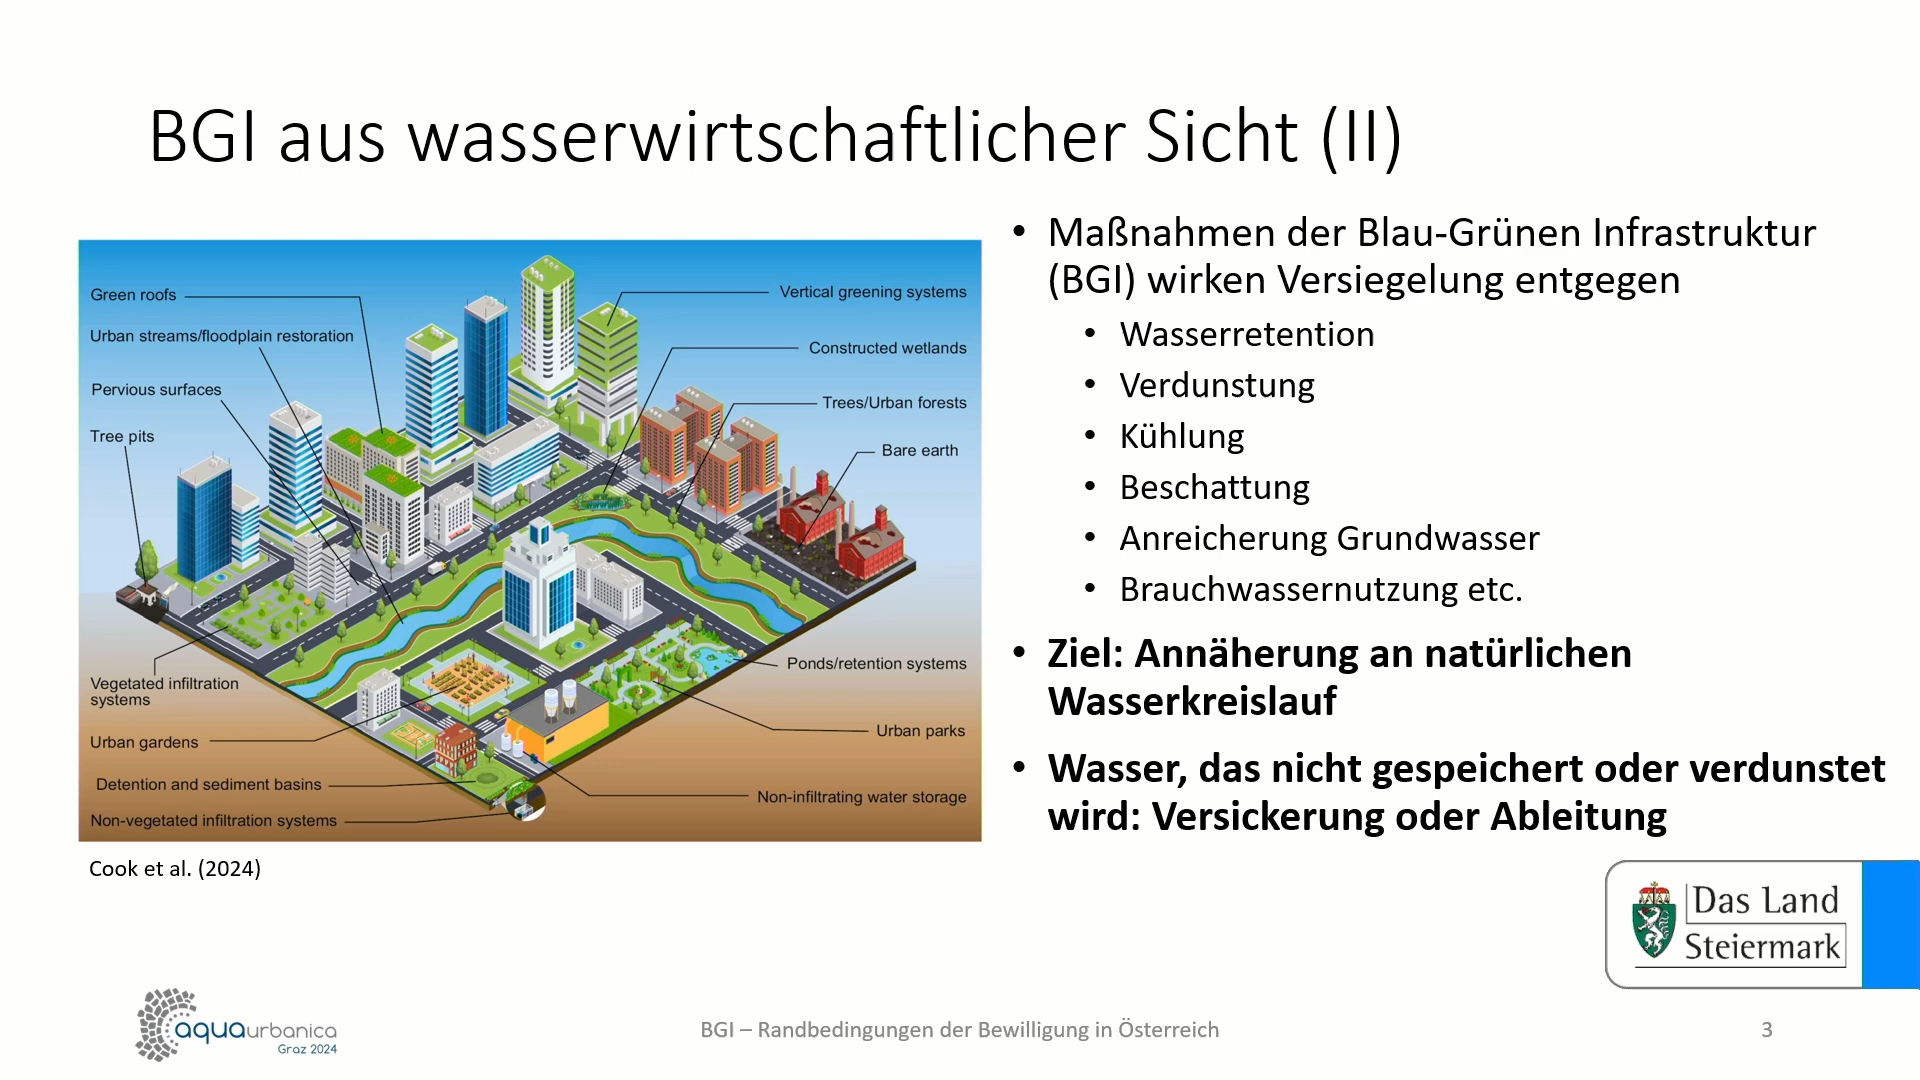 BGI aus wasserwirtschaftlicher Sicht (II)
Green roofs
Urban streams/floodplain restoration
Pervious surfaces
Tree pits
Vertical greening systems
Constructed wetlands
Trees/Urban forests
Bare earth
Vegetated infiltration
systems
Urban gardens
Detention and sediment basins
Non-vegetated infiltration systems
Ponds/retention systems
Urban parks
Non-infiltrating water storage
Cook et al. (2024)
• Maßnahmen der Blau-Grünen Infrastruktur
(BGI) wirken Versiegelung entgegen
• Wasserretention
• Verdunstung
• Kühlung
• Beschattung
• Anreicherung Grundwasser
• Brauchwassernutzung etc.
• Ziel: Annäherung an natürlichen
Wasserkreislauf
• Wasser, das nicht gespeichert oder verdunstet
wird: Versickerung oder Ableitung
Das Land
Steiermark
aquaurbanica
Graz 2024
BGI – Randbedingungen der Bewilligung in Österreich
3